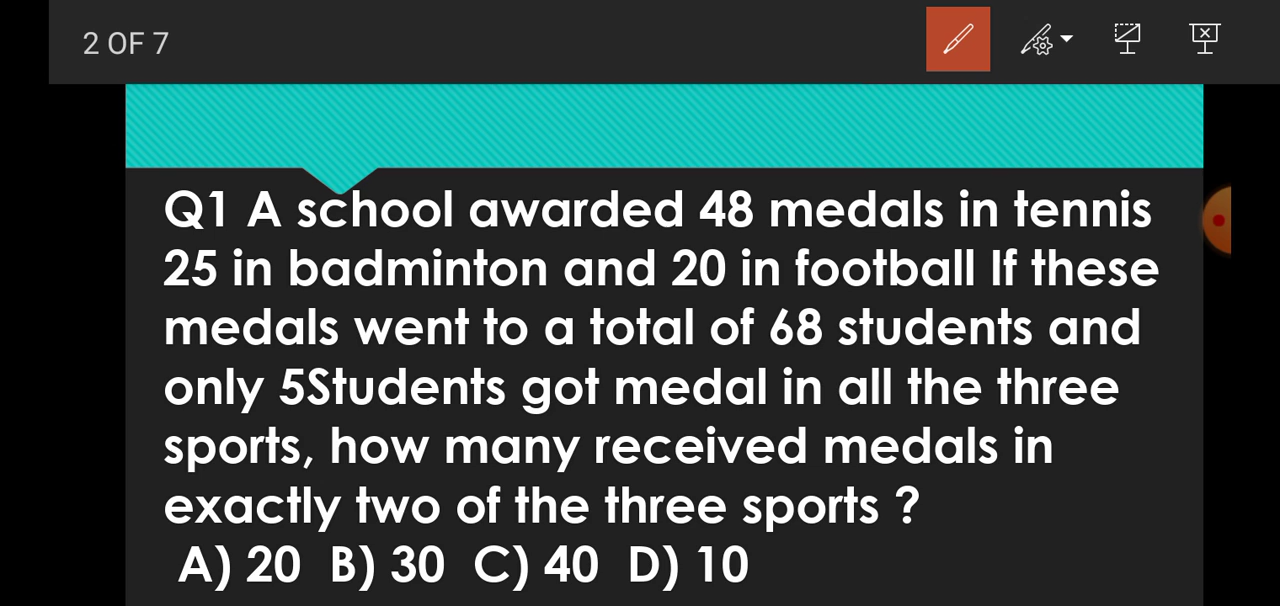 2 OF 7
Q1 A school awarded 48 medals in tennis
25 in badminton and 20 in football If these
medals went to a total of 68 students and
only 5Students got medal in all the three
sports, how many received medals in
exactly two of the three sports ?
A) 20 B) 30 C) 40 D) 10